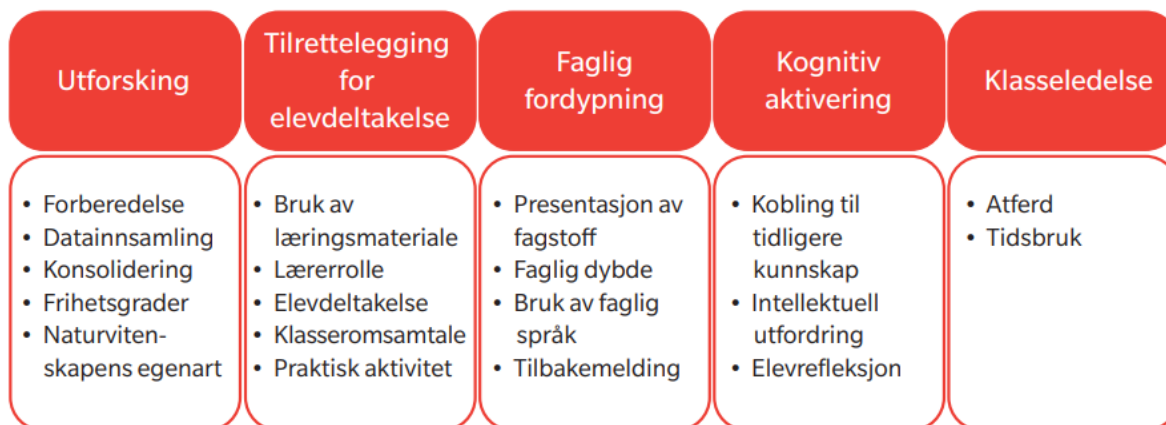 Utforsking
Tilrettelegging
for
elevdeltakelse
Faglig
fordypning
Kognitiv
aktivering
Klasseledelse
• Forberedelse
• Datainnsamling
• Konsolidering
• Frihetsgrader
• Naturviten-
skapens egenart
• Bruk av
læringsmateriale
• Lærerrolle
• Elevdeltakelse
• Klasseromsamtale
• Praktisk aktivitet
• Presentasjon av
fagstoff
• Faglig dybde
• Bruk av faglig
språk
• Tilbakemelding
• Kobling til
tidligere
kunnskap
• Intellektuell
utfordring
• Elevrefleksjon
• Atferd
• Tidsbruk